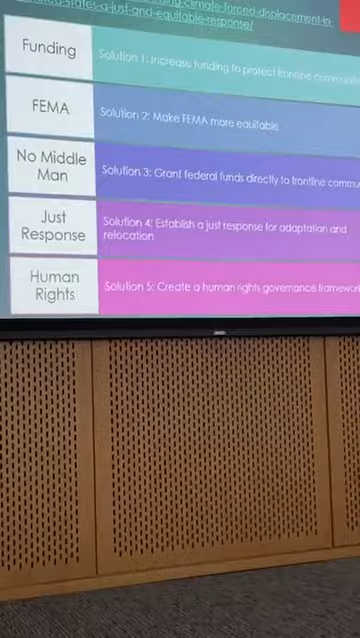 climate-forced-displacement-in-
states-a-just-and-equitable-response/
Funding
Solution 1: Increase funding to protect frontline
FEMA
Solution 2: Make FEMA more equitable
No Middle
Man
Solution 3: Grant federal funds directly to frontline
Just
Response
Solution 4: Establish a just response for adaptation and
relocation
Human
Rights
Solution 5: Create a human rights governance